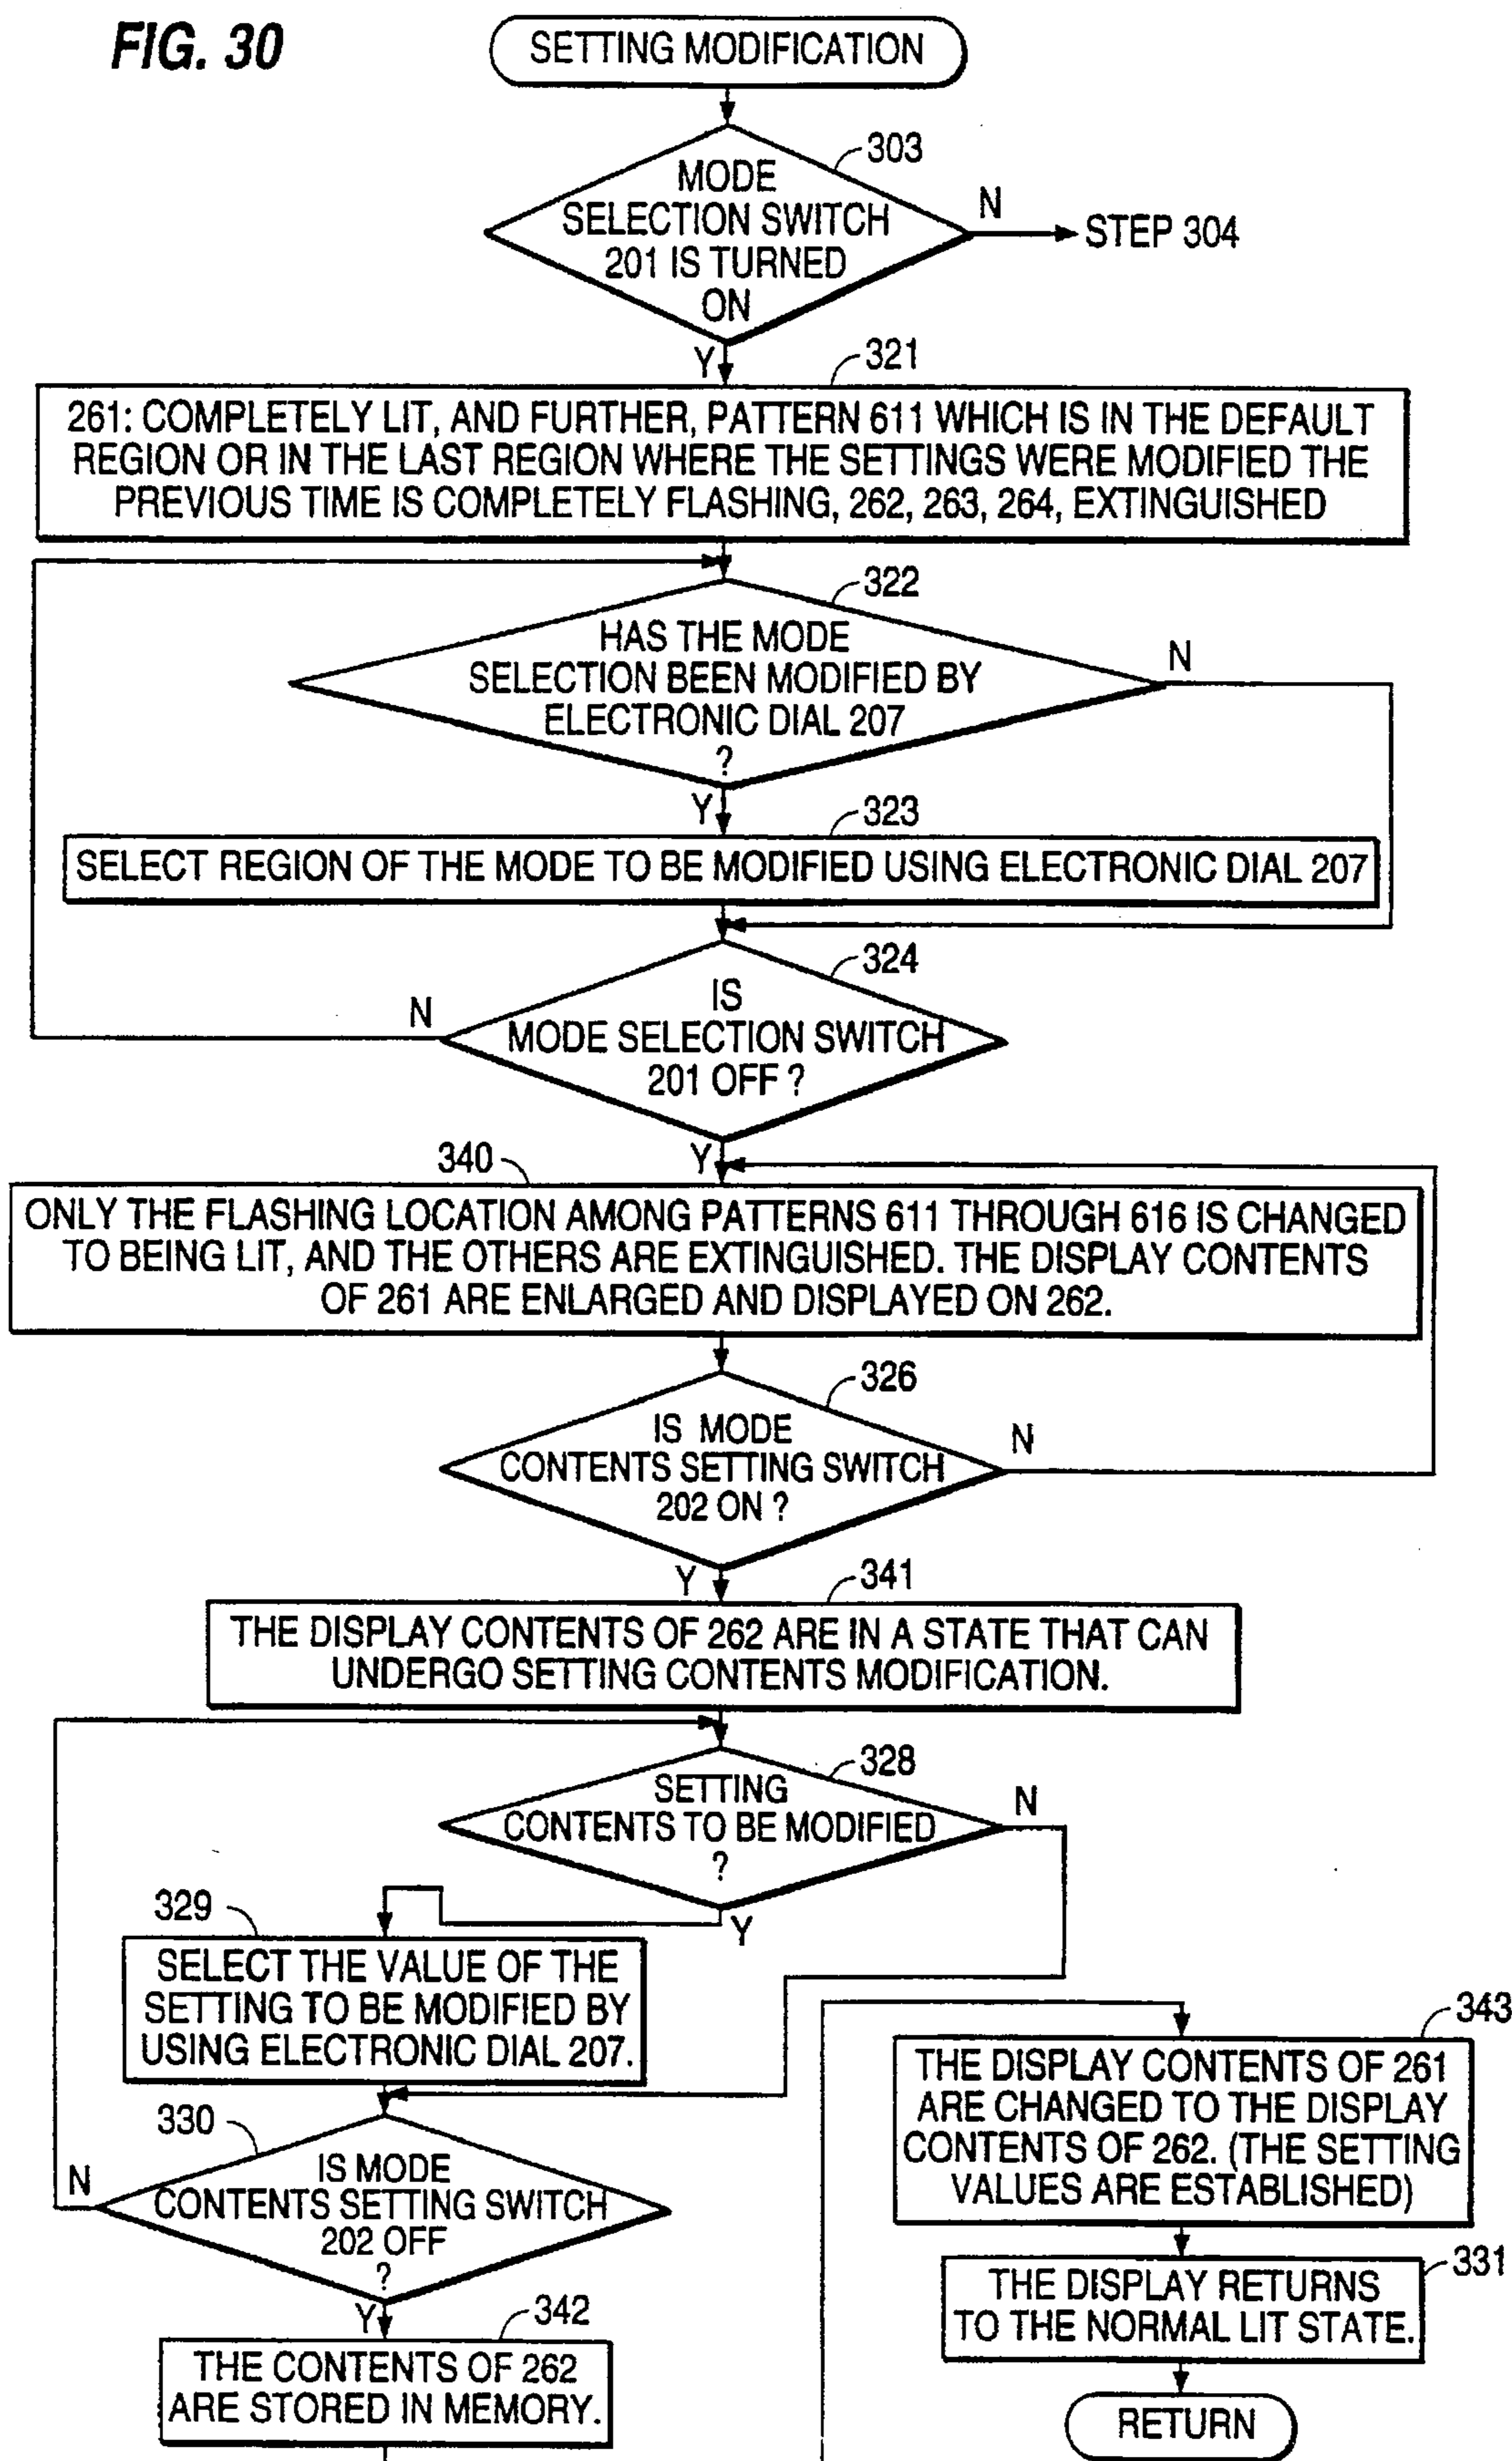 FIG. 30
SETTING MODIFICATION
303
MODE
SELECTION SWITCH
201 IS TURNED
ON
N
STEP 304
Y
321
261: COMPLETELY LIT, AND FURTHER, PATTERN 611 WHICH IS IN THE DEFAULT
REGION OR IN THE LAST REGION WHERE THE SETTINGS WERE MODIFIED THE
PREVIOUS TIME IS COMPLETELY FLASHING, 262, 263, 264, EXTINGUISHED
322
HAS THE MODE
SELECTION BEEN MODIFIED BY
ELECTRONIC DIAL 207
?
N
Y
323
SELECT REGION OF THE MODE TO BE MODIFIED USING ELECTRONIC DIAL 207
324
IS
MODE SELECTION SWITCH
201 OFF ?
N
Y
340
ONLY THE FLASHING LOCATION AMONG PATTERNS 611 THROUGH 616 IS CHANGED
TO BEING LIT, AND THE OTHERS ARE EXTINGUISHED. THE DISPLAY CONTENTS
OF 261 ARE ENLARGED AND DISPLAYED ON 262.
326
IS MODE
CONTENTS SETTING SWITCH
202 ON ?
N
Y
341
THE DISPLAY CONTENTS OF 262 ARE IN A STATE THAT CAN
UNDERGO SETTING CONTENTS MODIFICATION.
328
SETTING
CONTENTS TO BE MODIFIED
?
N
Y
329
SELECT THE VALUE OF THE
SETTING TO BE MODIFIED BY
USING ELECTRONIC DIAL 207.
330
IS MODE
CONTENTS SETTING SWITCH
202 OFF
?
N
Y
342
THE CONTENTS OF 262
ARE STORED IN MEMORY.
343
THE DISPLAY CONTENTS OF 261
ARE CHANGED TO THE DISPLAY
CONTENTS OF 262. (THE SETTING
VALUES ARE ESTABLISHED)
331
THE DISPLAY RETURNS
TO THE NORMAL LIT STATE.
RETURN